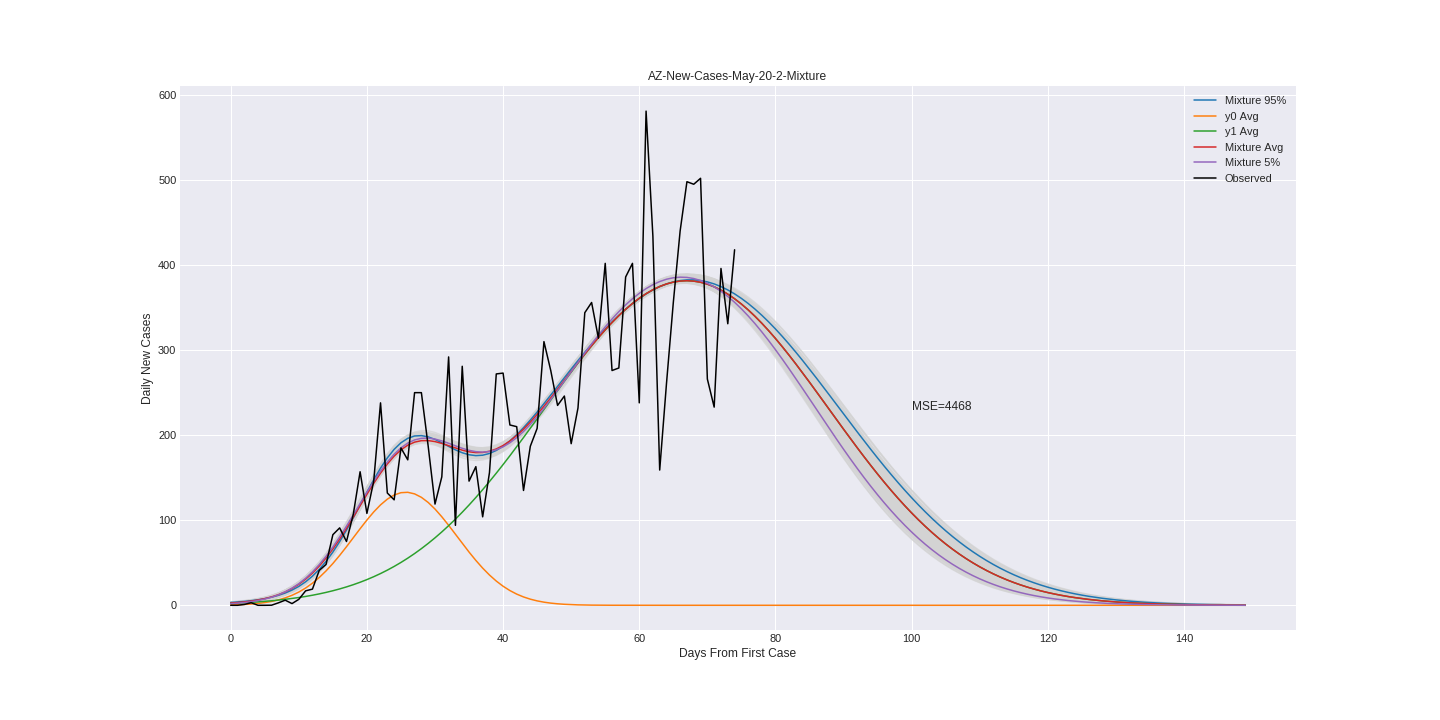 AZ-New-Cases-May-20-2-Mixture
600
500
400
300
200
100
0
Daily New Cases
Mixture 95%
y0 Avg
y1 Avg
Mixture Avg
Mixture 5%
Observed
MSE=4468
0 20 40 60 80 100 120 140
Days From First Case